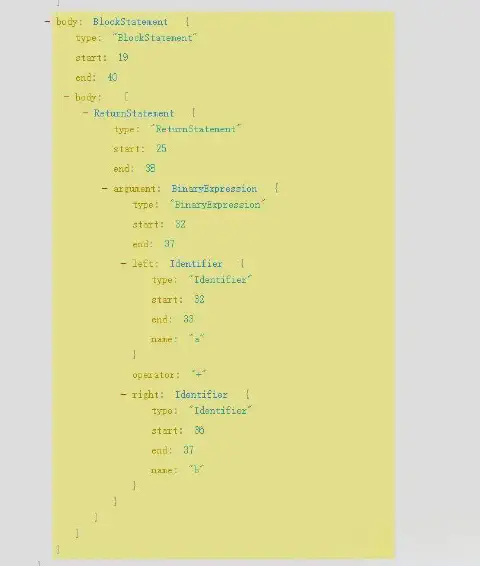 }
− body: BlockStatement {
type: "BlockStatement"
start: 19
end: 40
− body: [
− ReturnStatement {
type: "ReturnStatement"
start: 25
end: 38
− argument: BinaryExpression {
type: "BinaryExpression"
start: 32
end: 37
− left: Identifier {
type: "Identifier"
start: 32
end: 33
name: "a"
}
operator: "+"
− right: Identifier {
type: "Identifier"
start: 36
end: 37
name: "b"
}
}
}
]
}
]